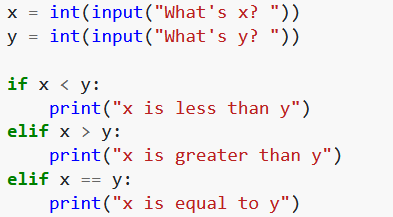 x = int(input("What's x? "))
y = int(input("What's y? "))

if x < y:
    print("x is less than y")
elif x > y:
    print("x is greater than y")
elif x == y:
    print("x is equal to y")